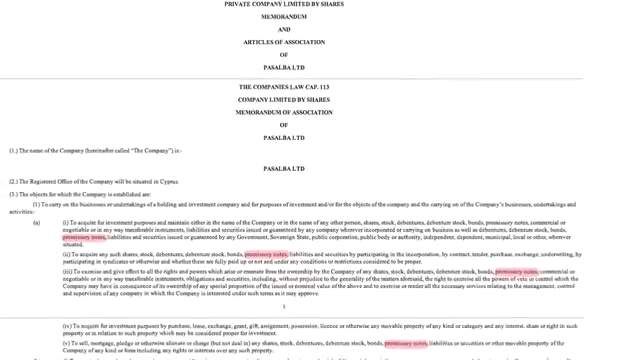 PRIVATE COMPANY LIMITED BY SHARES
MEMORANDUM
AND
ARTICLES OF ASSOCIATION
OF
PASALBA LTD
THE COMPANIES LAW CAP. 113
COMPANY LIMITED BY SHARES
MEMORANDUM OF ASSOCIATION
OF
PASALBA LTD
(1.) The name of the Company (hereinafter called "The Company") is:-
PASALBA LTD
(2.) The Registered Office of the Company will be situated in Cyprus.
(3.) The objects for which the Company is established are:
(1) To carry on the businesses or undertakings of a holding and investment company and for purposes of investment and/or for the objects of the company and the carrying on of the Company's businesses, undertakings and
activities:-
(a) (i) To acquire for investment purposes and maintain either in the name of the Company or in the name of any other person, shares, stock, debentures, debenture stock, bonds, promissory notes, commercial or
negotiable or in any way transferable instruments, liabilities and securities issued or guaranteed by any company wherever incorporated or carrying on business as well as debentures, debenture stock, bonds,
promissory notes, liabilities and securities issued or guaranteed by any Government, Sovereign State, public corporation, public body or authority, independent, dependent, municipal, local or other, wherever
situated.
(ii) To acquire any such shares, stock, debentures, debenture stock, bonds, promissory notes, liabilities and securities by participating in the incorporation, by contract, tender, purchase, exchange, underwriting, by
participating in syndicates or otherwise and whether these are fully paid up or not and under any conditions or restrictions considered to be proper.
(iii) To exercise and give effect to all the rights and powers which arise or emanate from the ownership by the Company of any shares, stock, debentures, debenture stock, bonds, promissory notes, commercial or
negotiable or in any way transferable instruments, obligations and securities, including, without prejudice to the generality of the matters aforesaid, the right to exercise all the powers of veto or control which the
Company may have in consequence of its ownership of any special proportion of the issued or nominal value of the above and to exercise or render all the necessary services relating to the management, control
and supervision of any company in which the Company is interested under such terms as it may approve.
1
(iv) To acquire for investment purposes by purchase, lease, exchange, grant, gift, assignment, possession, licence or otherwise any movable property of any kind or category and any interest, share or right in such
property or in relation to such property which may be considered proper for investment.
(v) To sell, mortgage, pledge or otherwise alienate or charge (but not deal in) any shares, stocks, debentures, debenture stock, bonds, promissory notes, liabilities or securities or other movable property of the
Company of any kind or form including any rights or interests over any such property.